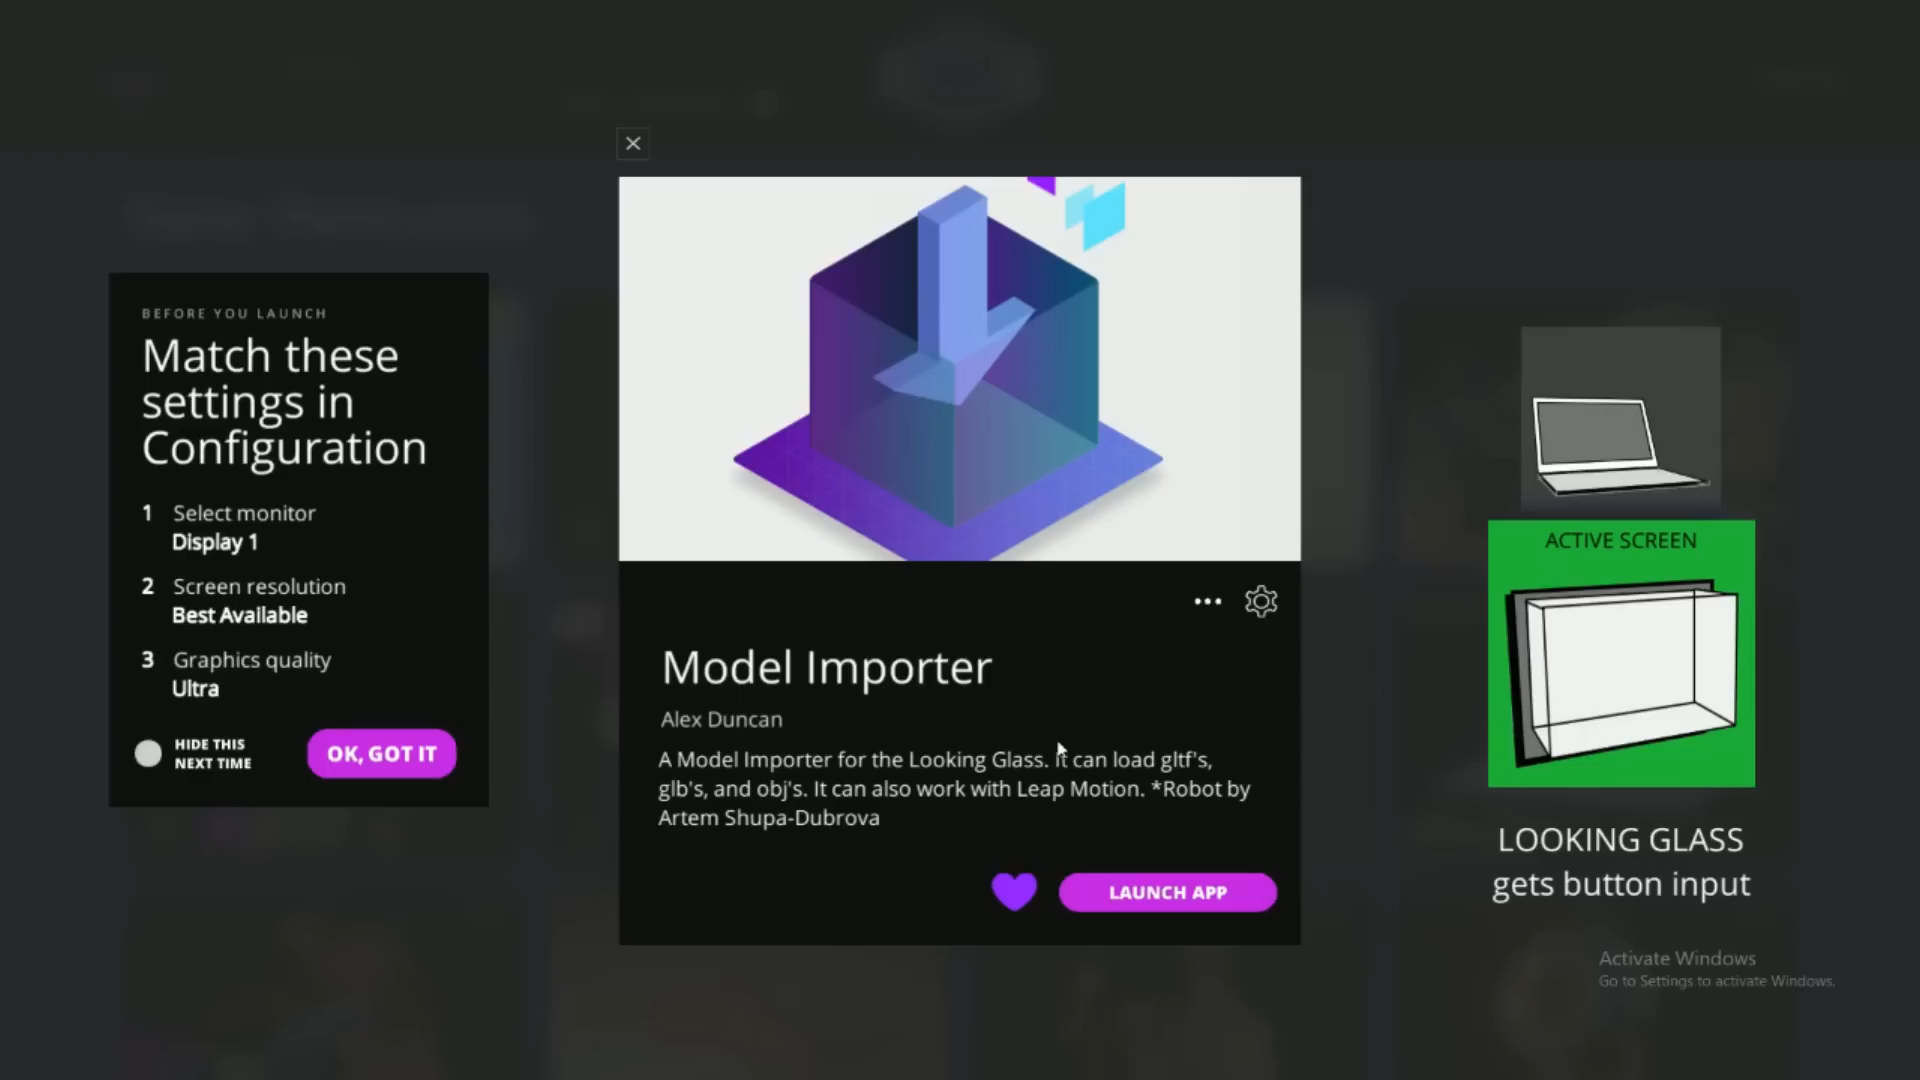 BEFORE YOU LAUNCH
Match these
settings in
Configuration
1 Select monitor
Display 1
2 Screen resolution
Best Available
3 Graphics quality
Ultra
HIDE THIS
NEXT TIME
OK, GOT IT
Model Importer
Alex Duncan
A Model Importer for the Looking Glass. It can load gltf's,
glb's, and obj's. It can also work with Leap Motion. *Robot by
Artem Shupa-Dubrova
LAUNCH APP
ACTIVE SCREEN
LOOKING GLASS
gets button input
Activate Windows
Go to Settings to activate Windows.